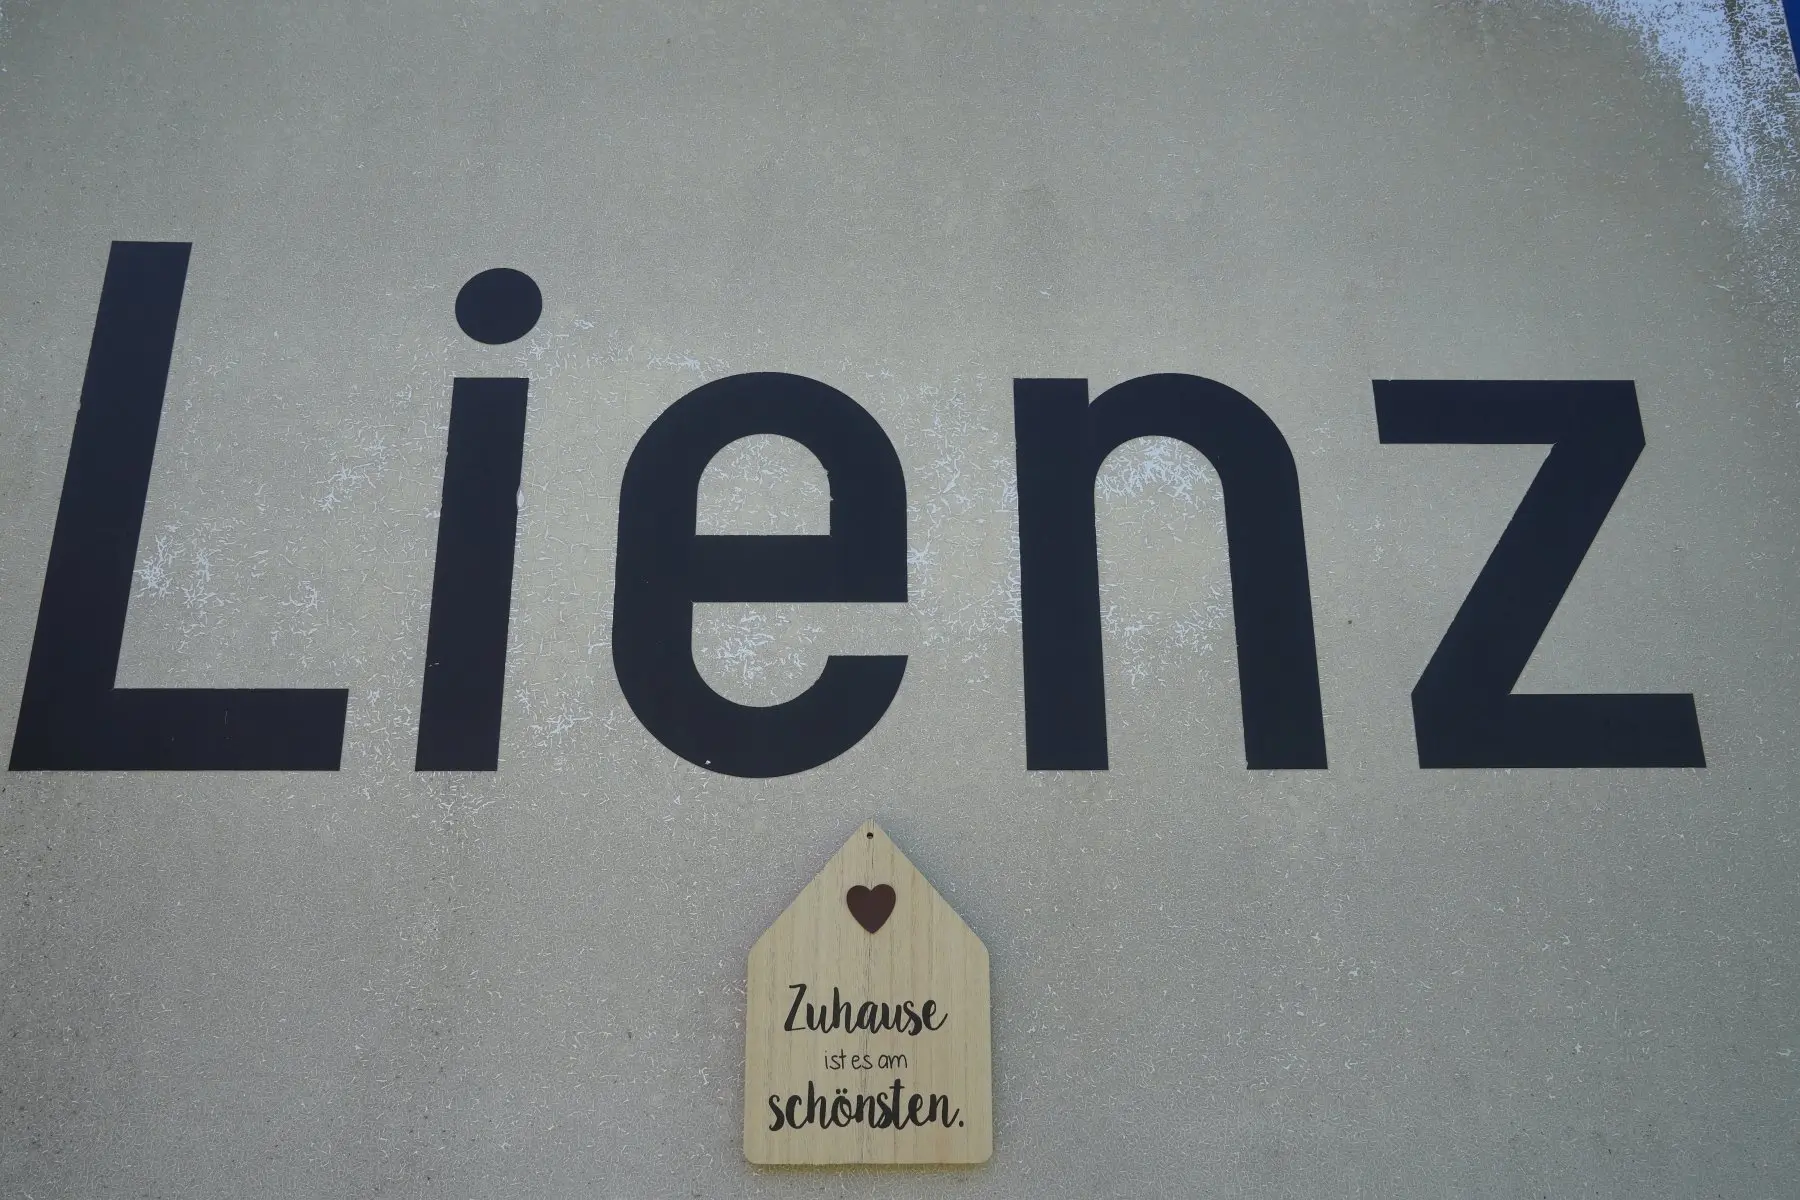 Lienz
Zuhause
ist es am
schönsten.